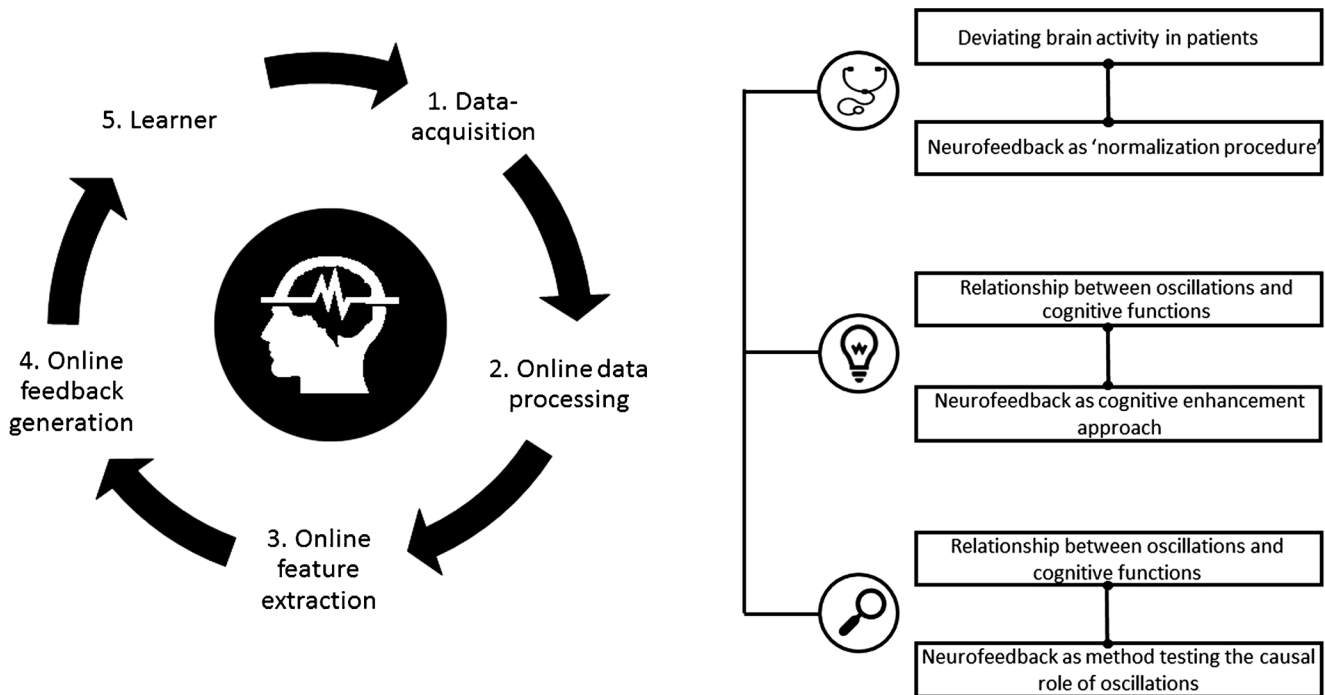 1. Data-
acquisition
2. Online data
processing
3. Online
feature
extraction
4. Online
feedback
generation
5. Learner
Deviating brain activity in patients
Neurofeedback as ‘normalization procedure’
Relationship between oscillations and
cognitive functions
Neurofeedback as cognitive enhancement
approach
Relationship between oscillations and
cognitive functions
Neurofeedback as method testing the causal
role of oscillations